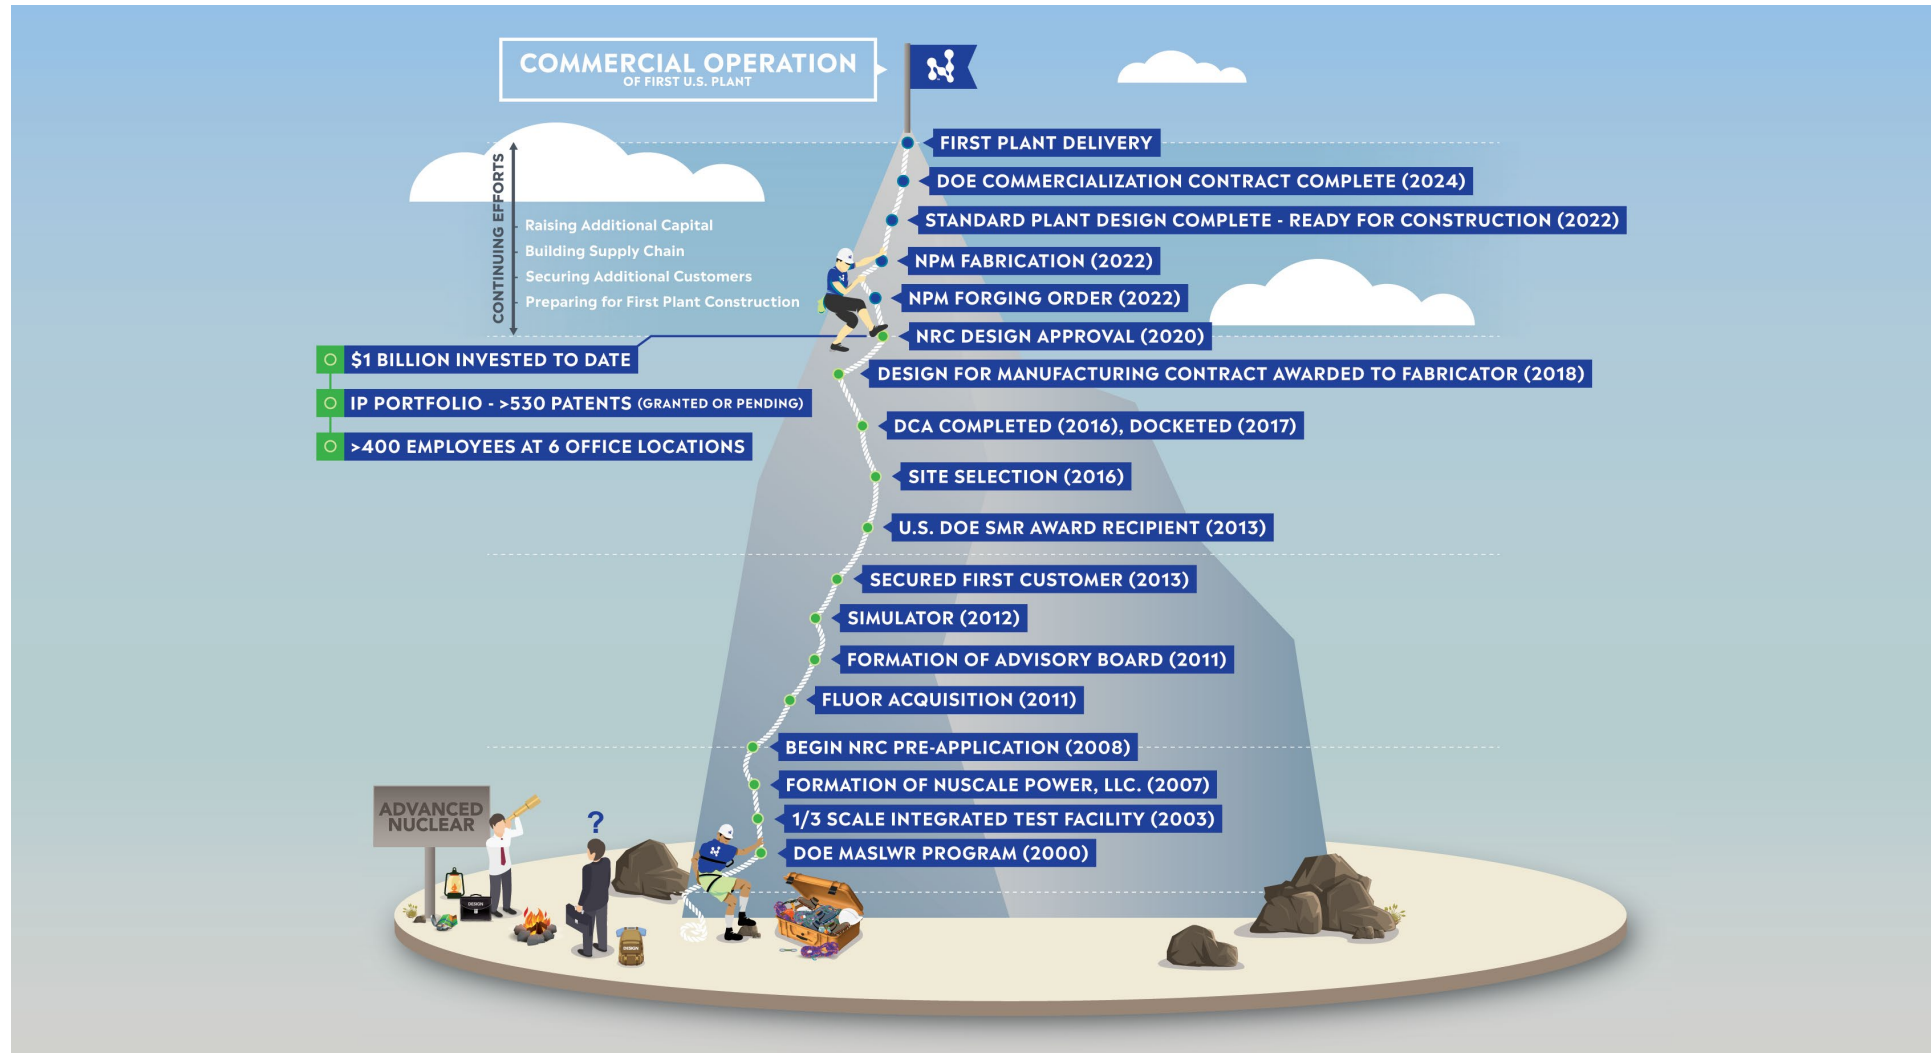 COMMERCIAL OPERATION
OF FIRST U.S. PLANT
FIRST PLANT DELIVERY
DOE COMMERCIALIZATION CONTRACT COMPLETE (2024)
STANDARD PLANT DESIGN COMPLETE - READY FOR CONSTRUCTION (2022)
NPM FABRICATION (2022)
NPM FORGING ORDER (2022)
NRC DESIGN APPROVAL (2020)
CONTINUING EFFORTS
Raising Additional Capital
Building Supply Chain
Securing Additional Customers
Preparing for First Plant Construction
$1 BILLION INVESTED TO DATE
IP PORTFOLIO - >530 PATENTS (GRANTED OR PENDING)
>400 EMPLOYEES AT 6 OFFICE LOCATIONS
DESIGN FOR MANUFACTURING CONTRACT AWARDED TO FABRICATOR (2018)
DCA COMPLETED (2016), DOCKETED (2017)
SITE SELECTION (2016)
U.S. DOE SMR AWARD RECIPIENT (2013)
SECURED FIRST CUSTOMER (2013)
SIMULATOR (2012)
FORMATION OF ADVISORY BOARD (2011)
FLUOR ACQUISITION (2011)
BEGIN NRC PRE-APPLICATION (2008)
FORMATION OF NUSCALE POWER, LLC. (2007)
1/3 SCALE INTEGRATED TEST FACILITY (2003)
DOE MASLWR PROGRAM (2000)
ADVANCED
NUCLEAR
?
DESIGN
DESIGN